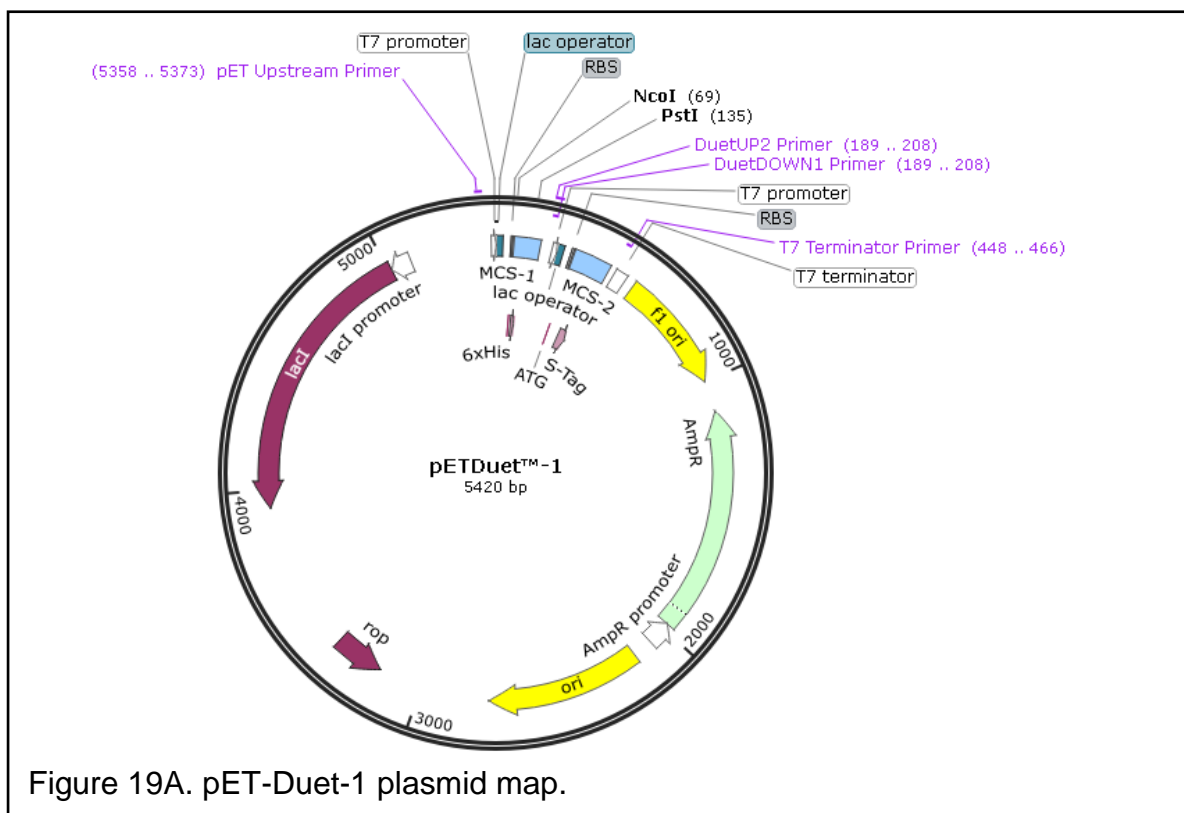 T7 promoter
lac operator
(5358 .. 5373) pET Upstream Primer
RBS
NcoI (69)
PstI (135)
DuetUP2 Primer (189 .. 208)
DuetDOWN1 Primer (189 .. 208)
T7 promoter
RBS
T7 Terminator Primer (448 .. 466)
T7 terminator
5000
MCS-1
lac operator
MCS-2
lacI promoter
f1 ori
1000
6xHis
ATG
S-Tag
lacI
AmpR
pETDuet™-1
5420 bp
4000
AmpR promoter
2000
rop
ori
3000
Figure 19A. pET-Duet-1 plasmid map.